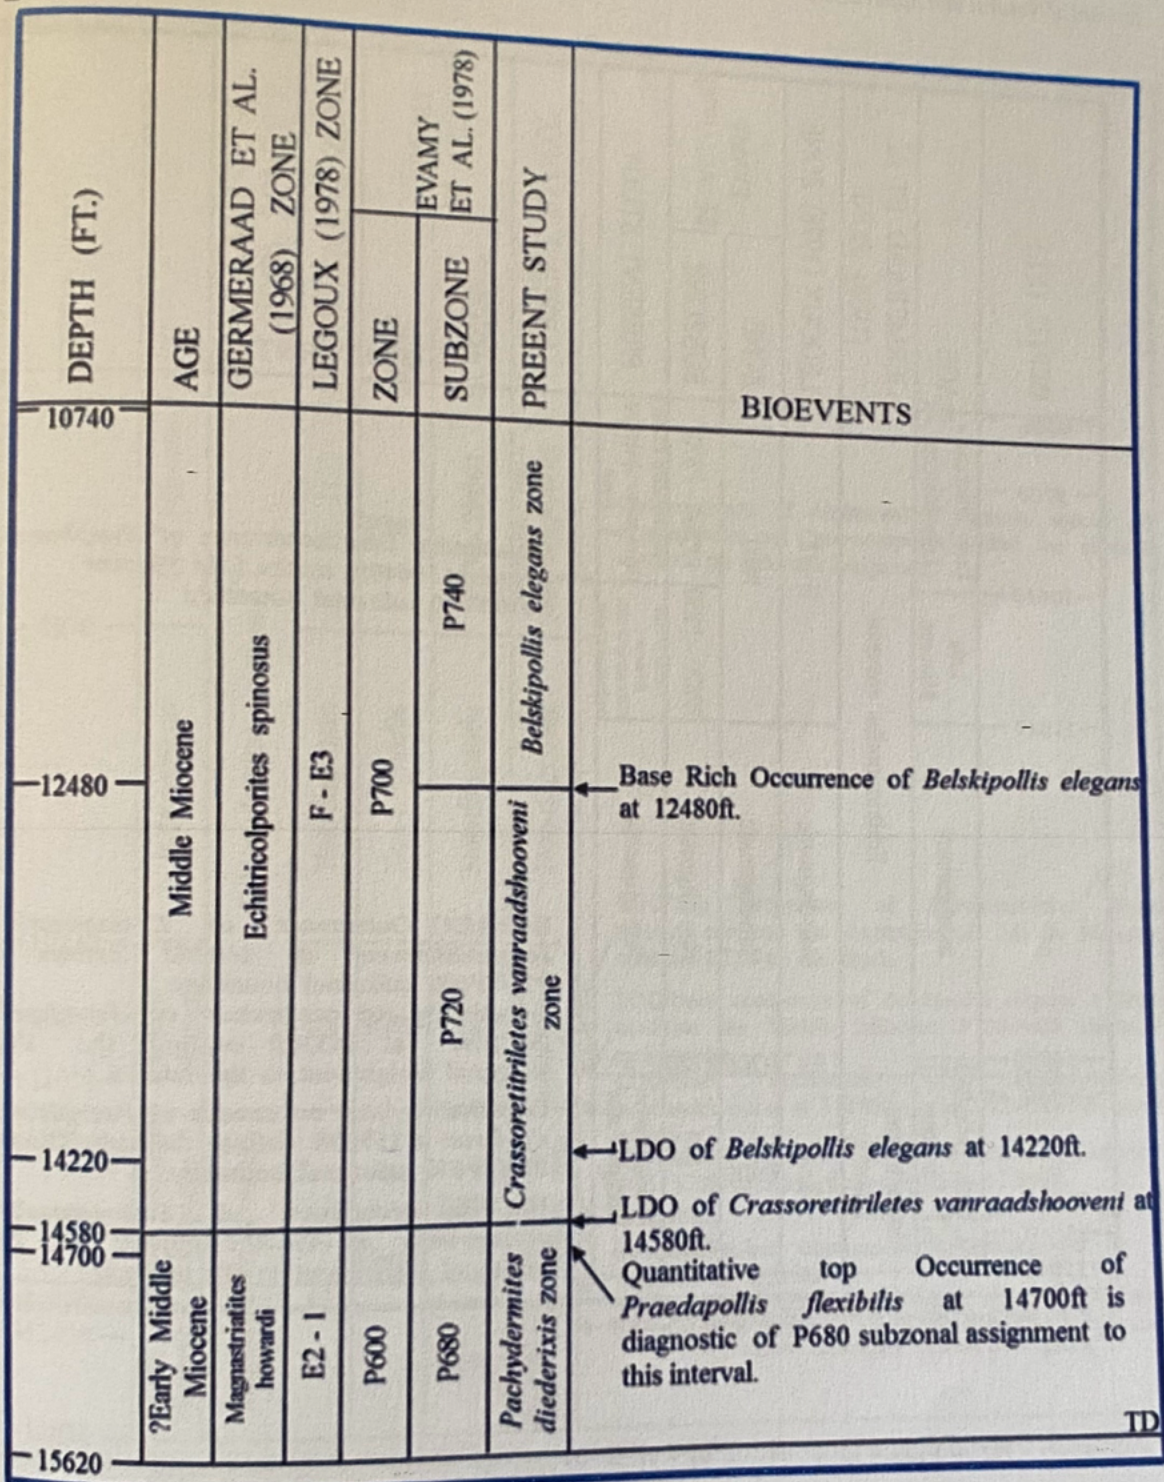 DEPTH (FT.)
AGE
GERMERAAD ET AL.
(1968) ZONE
LEGOUX (1978) ZONE
EVAMY
ET AL. (1978)
ZONE
SUBZONE
PREENT STUDY
BIOEVENTS
10740
12480
14220
14580
14700
15620
Middle Miocene
?Early Middle
Miocene
Echitricolporites spinosus
Magnastriatites
howardi
F - E3
E2 - 1
P700
P600
P740
P720
P680
Belskipollis elegans zone
Crassoretitriletes vanraadshooveni
zone
Pachydermites
diederixis zone
Base Rich Occurrence of Belskipollis elegans
at 12480ft.
LDO of Belskipollis elegans at 14220ft.
LDO of Crassoretitriletes vanraadshooveni at
14580ft.
Quantitative top Occurrence of
Praedapollis flexibilis at 14700ft is
diagnostic of P680 subzonal assignment to
this interval.
TD